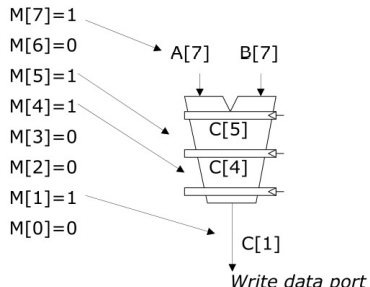 M[7]=1
M[6]=0
M[5]=1
M[4]=1
M[3]=0
M[2]=0
M[1]=1
M[0]=0
A[7] B[7]
C[5]
C[4]
C[1]
Write data port